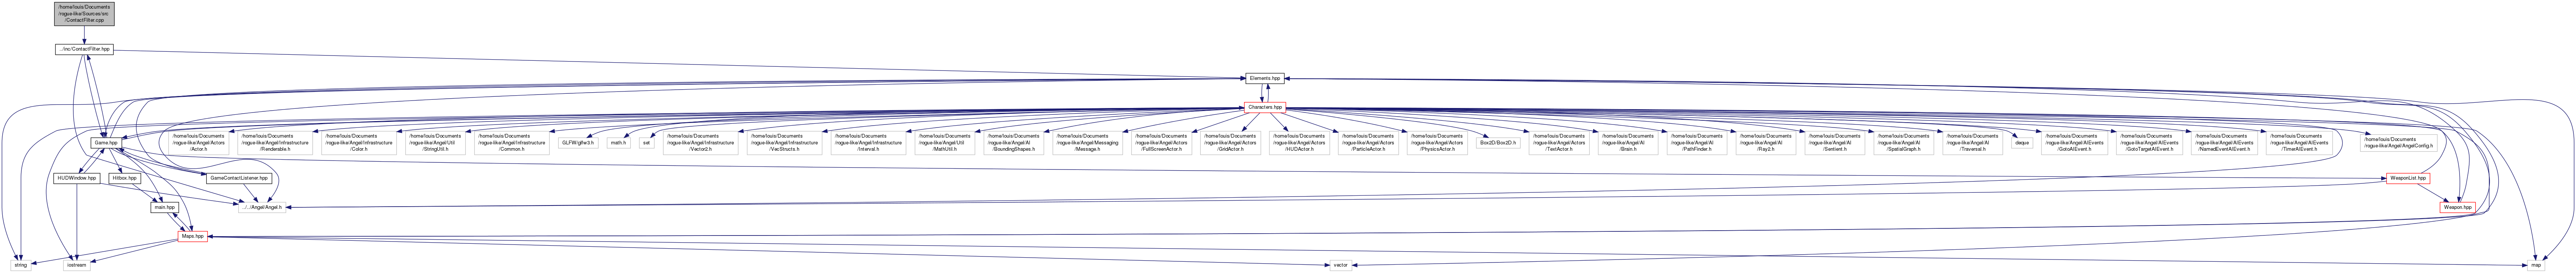 /home/louis/Documents
/rogue-like/Sources/src
/ContactFilter.cpp
../inc/ContactFilter.hpp
Elements.hpp
Characters.hpp
Game.hpp
/home/louis/Documents
/rogue-like/Angel/Actors
/Actor.h
/home/louis/Documents
/rogue-like/Angel/Infrastructure
/Renderable.h
/home/louis/Documents
/rogue-like/Angel/Infrastructure
/Color.h
/home/louis/Documents
/rogue-like/Angel/Util
/StringUtil.h
/home/louis/Documents
/rogue-like/Angel/Infrastructure
/Common.h
GLFW/glfw3.h
math.h
set
/home/louis/Documents
/rogue-like/Angel/Infrastructure
/Vector2.h
/home/louis/Documents
/rogue-like/Angel/Infrastructure
/VecStructs.h
/home/louis/Documents
/rogue-like/Angel/Infrastructure
/Interval.h
/home/louis/Documents
/rogue-like/Angel/Util
/MathUtil.h
/home/louis/Documents
/rogue-like/Angel/AI
/BoundingShapes.h
/home/louis/Documents
/rogue-like/Angel/Messaging
/Message.h
/home/louis/Documents
/rogue-like/Angel/Actors
/FullScreenActor.h
/home/louis/Documents
/rogue-like/Angel/Actors
/GridActor.h
/home/louis/Documents
/rogue-like/Angel/Actors
/HUDActor.h
/home/louis/Documents
/rogue-like/Angel/Actors
/ParticleActor.h
/home/louis/Documents
/rogue-like/Angel/Actors
/PhysicsActor.h
Box2D/Box2D.h
/home/louis/Documents
/rogue-like/Angel/Actors
/TextActor.h
/home/louis/Documents
/rogue-like/Angel/AI
/Brain.h
/home/louis/Documents
/rogue-like/Angel/AI
/PathFinder.h
/home/louis/Documents
/rogue-like/Angel/AI
/Ray2.h
/home/louis/Documents
/rogue-like/Angel/AI
/Sentient.h
/home/louis/Documents
/rogue-like/Angel/AI
/SpatialGraph.h
/home/louis/Documents
/rogue-like/Angel/AI
/Traversal.h
deque
/home/louis/Documents
/rogue-like/Angel/AIEvents
/GotoAIEvent.h
/home/louis/Documents
/rogue-like/Angel/AIEvents
/GotoTargetAIEvent.h
/home/louis/Documents
/rogue-like/Angel/AIEvents
/NamedEventAIEvent.h
/home/louis/Documents
/rogue-like/Angel/AIEvents
/TimerAIEvent.h
/home/louis/Documents
/rogue-like/Angel/AngelConfig.h
HUDWindow.hpp
Hitbox.hpp
GameContactListener.hpp
WeaponList.hpp
main.hpp
../../Angel/Angel.h
Weapon.hpp
Maps.hpp
string
iostream
vector
map